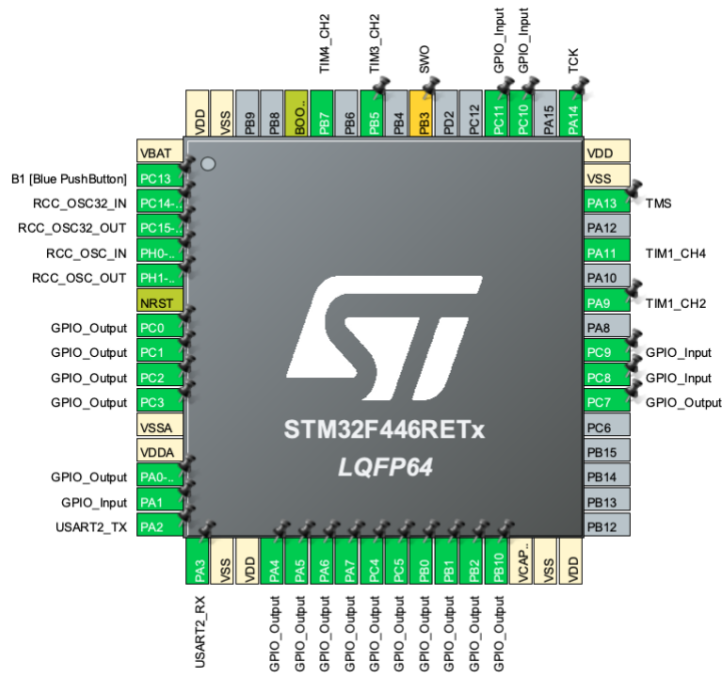 TIM4_CH2
TIM3_CH2
SWO
GPIO_Input
GPIO_Input
TCK
VDD
VSS
PB9
PB8
BOO..
PB7
PB6
PB5
PB4
PB3
PD2
PC12
PC11
PC10
PA15
PA14
VBAT
B1 [Blue PushButton] PC13
RCC_OSC32_IN PC14-..
RCC_OSC32_OUT PC15-..
RCC_OSC_IN PH0-..
RCC_OSC_OUT PH1-..
NRST
GPIO_Output PC0
GPIO_Output PC1
GPIO_Output PC2
GPIO_Output PC3
VSSA
VDDA
GPIO_Output PA0-..
GPIO_Input PA1
USART2_TX PA2
ST
STM32F446RETx
LQFP64
VDD
VSS
PA13 TMS
PA12
PA11 TIM1_CH4
PA10
PA9 TIM1_CH2
PA8
PC9 GPIO_Input
PC8 GPIO_Input
PC7 GPIO_Output
PC6
PB15
PB14
PB13
PB12
PA3
VSS
VDD
PA4
PA5
PA6
PA7
PC4
PC5
PB0
PB1
PB2
PB10
VCAP..
VSS
VDD
USART2_RX
GPIO_Output
GPIO_Output
GPIO_Output
GPIO_Output
GPIO_Output
GPIO_Output
GPIO_Output
GPIO_Output
GPIO_Output
GPIO_Output